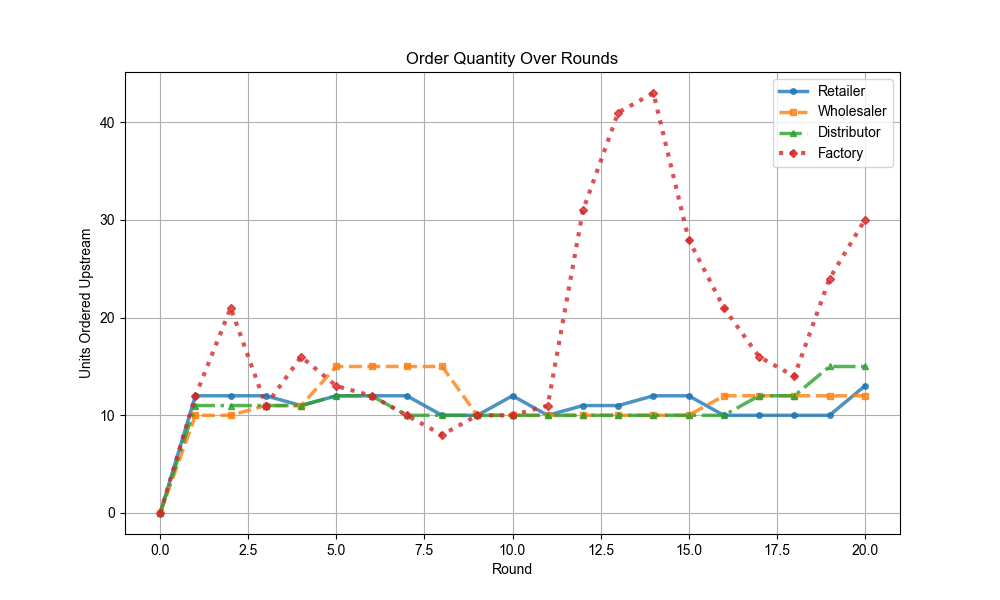 Order Quantity Over Rounds
Retailer
Wholesaler
Distributor
Factory
Units Ordered Upstream
40
30
20
10
0
0.0 2.5 5.0 7.5 10.0 12.5 15.0 17.5 20.0
Round